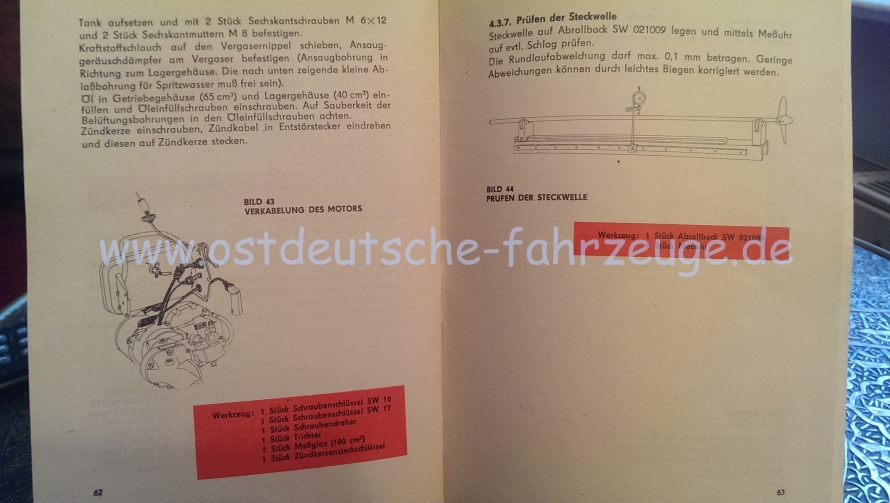 Tank aufsetzen und mit 2 Stück Sechskantschrauben M 6×12
und 2 Stück Sechskantmuttern M 8 befestigen.
Kraftstoffschlauch auf den Vergasernippel schieben, Ansaug-
geräuschdämpfer am Vergaser befestigen (Ansaugbohrung in
Richtung zum Lagergehäuse. Die nach unten zeigende kleine Ab-
laßbohrung für Spritzwasser muß frei sein).
Öl in Getriebegehäuse (65 cm³) und Lagergehäuse (40 cm³) ein-
füllen und Öleinfüllschrauben einschrauben. Auf Sauberkeit der
Belüftungsbohrungen in den Öleinfüllschrauben achten.
Zündkerze einschrauben, Zündkabel in Entstörstecker eindrehen
und diesen auf Zündkerze stecken.
BILD 43
VERKABELUNG DES MOTORS
Werkzeug: 1 Stück Schraubenschlüssel SW 10
1 Stück Schraubenschlüssel SW 17
1 Stück Schraubendreher
1 Stück Trichter
1 Stück Meßglas (100 cm³)
1 Stück Zündkerzensteckschlüssel
62
4.3.7. Prüfen der Steckwelle
Steckwelle auf Abrollbock SW 021009 legen und mittels Meßuhr
auf evtl. Schlag prüfen.
Die Rundlaufabweichung darf max. 0,1 mm betragen. Geringe
Abweichungen können durch leichtes Biegen korrigiert werden.
BILD 44
PRÜFEN DER STECKWELLE
Werkzeug: 1 Stück Abrollbock SW 021009
Stück Meßuhr
63
www.ostdeutsche-fahrzeuge.de